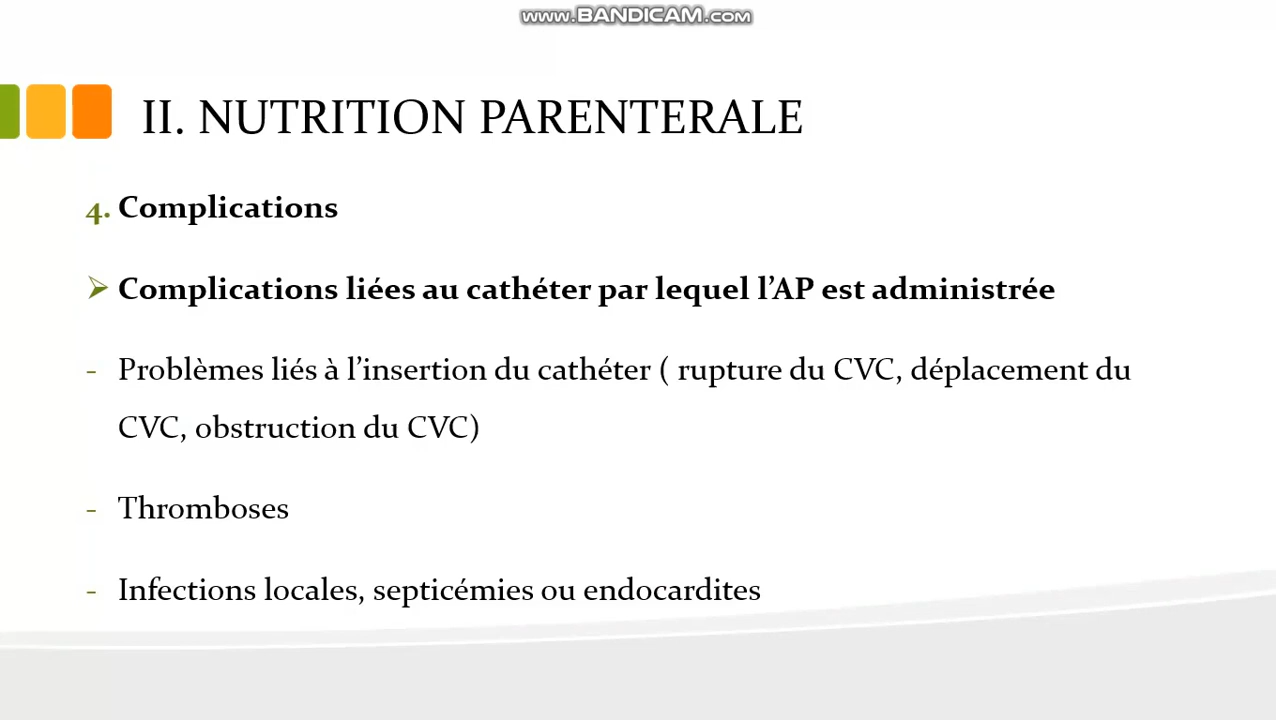 www.BANDICAM.com
II. NUTRITION PARENTERALE
4. Complications
➢ Complications liées au cathéter par lequel l’AP est administrée
- Problèmes liés à l’insertion du cathéter ( rupture du CVC, déplacement du
CVC, obstruction du CVC)
- Thromboses
- Infections locales, septicémies ou endocardites